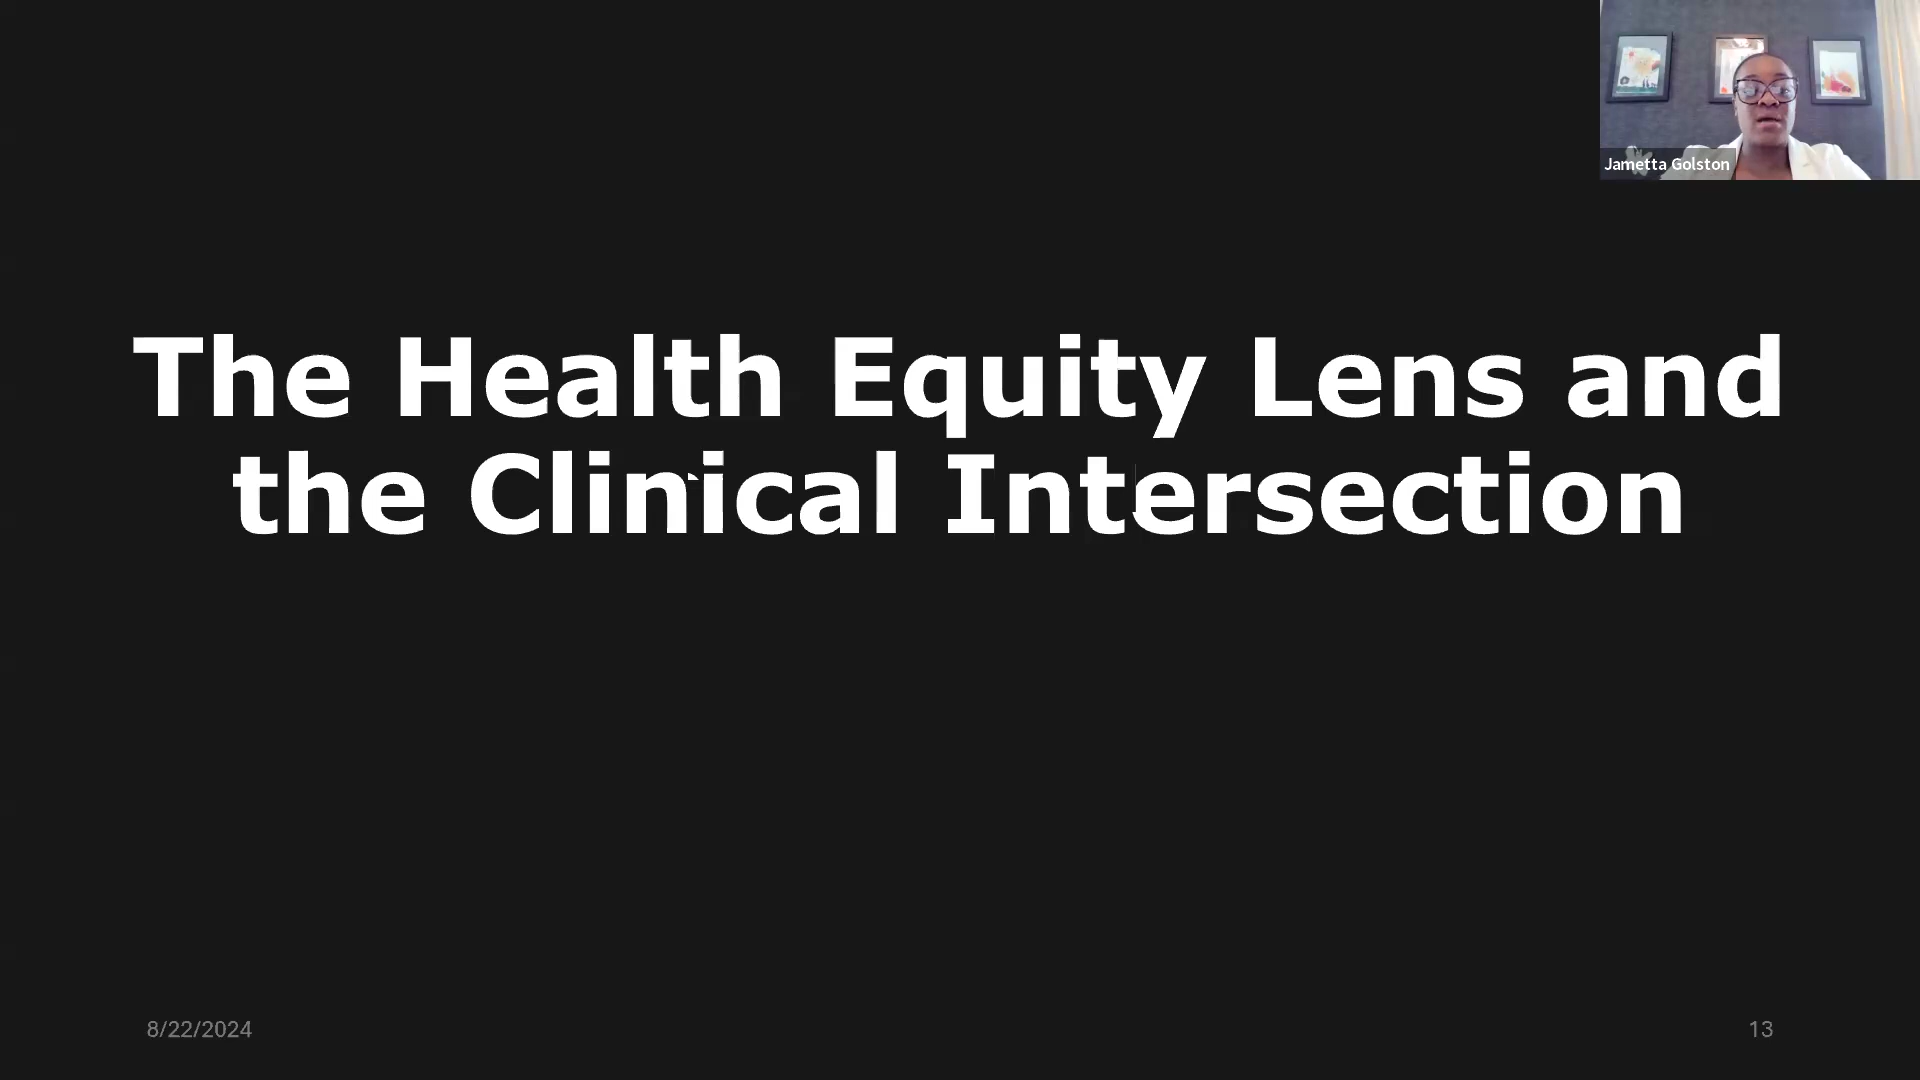 Jametta Golston
The Health Equity Lens and
the Clinical Intersection
8/22/2024
13